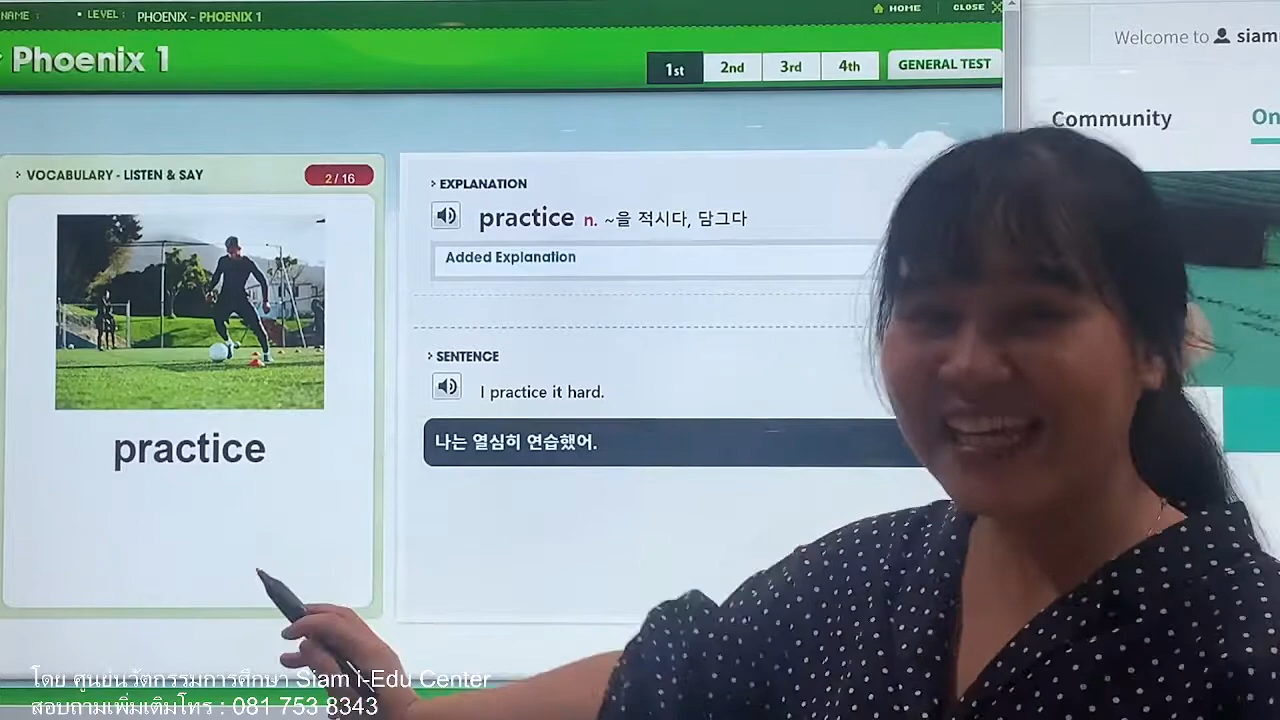 NAME :
• LEVEL : PHOENIX - PHOENIX 1
HOME
CLOSE
Phoenix 1
1st
2nd
3rd
4th
GENERAL TEST
Welcome to siam
Community
On
VOCABULARY - LISTEN & SAY
2 / 16
practice
EXPLANATION
practice n. ~을 적시다, 담그다
Added Explanation
SENTENCE
I practice it hard.
나는 열심히 연습했어.
โดย ศูนย์นวัตกรรมการศึกษา Siam i-Edu Center
สอบถามเพิ่มเติมโทร : 081 753 8343